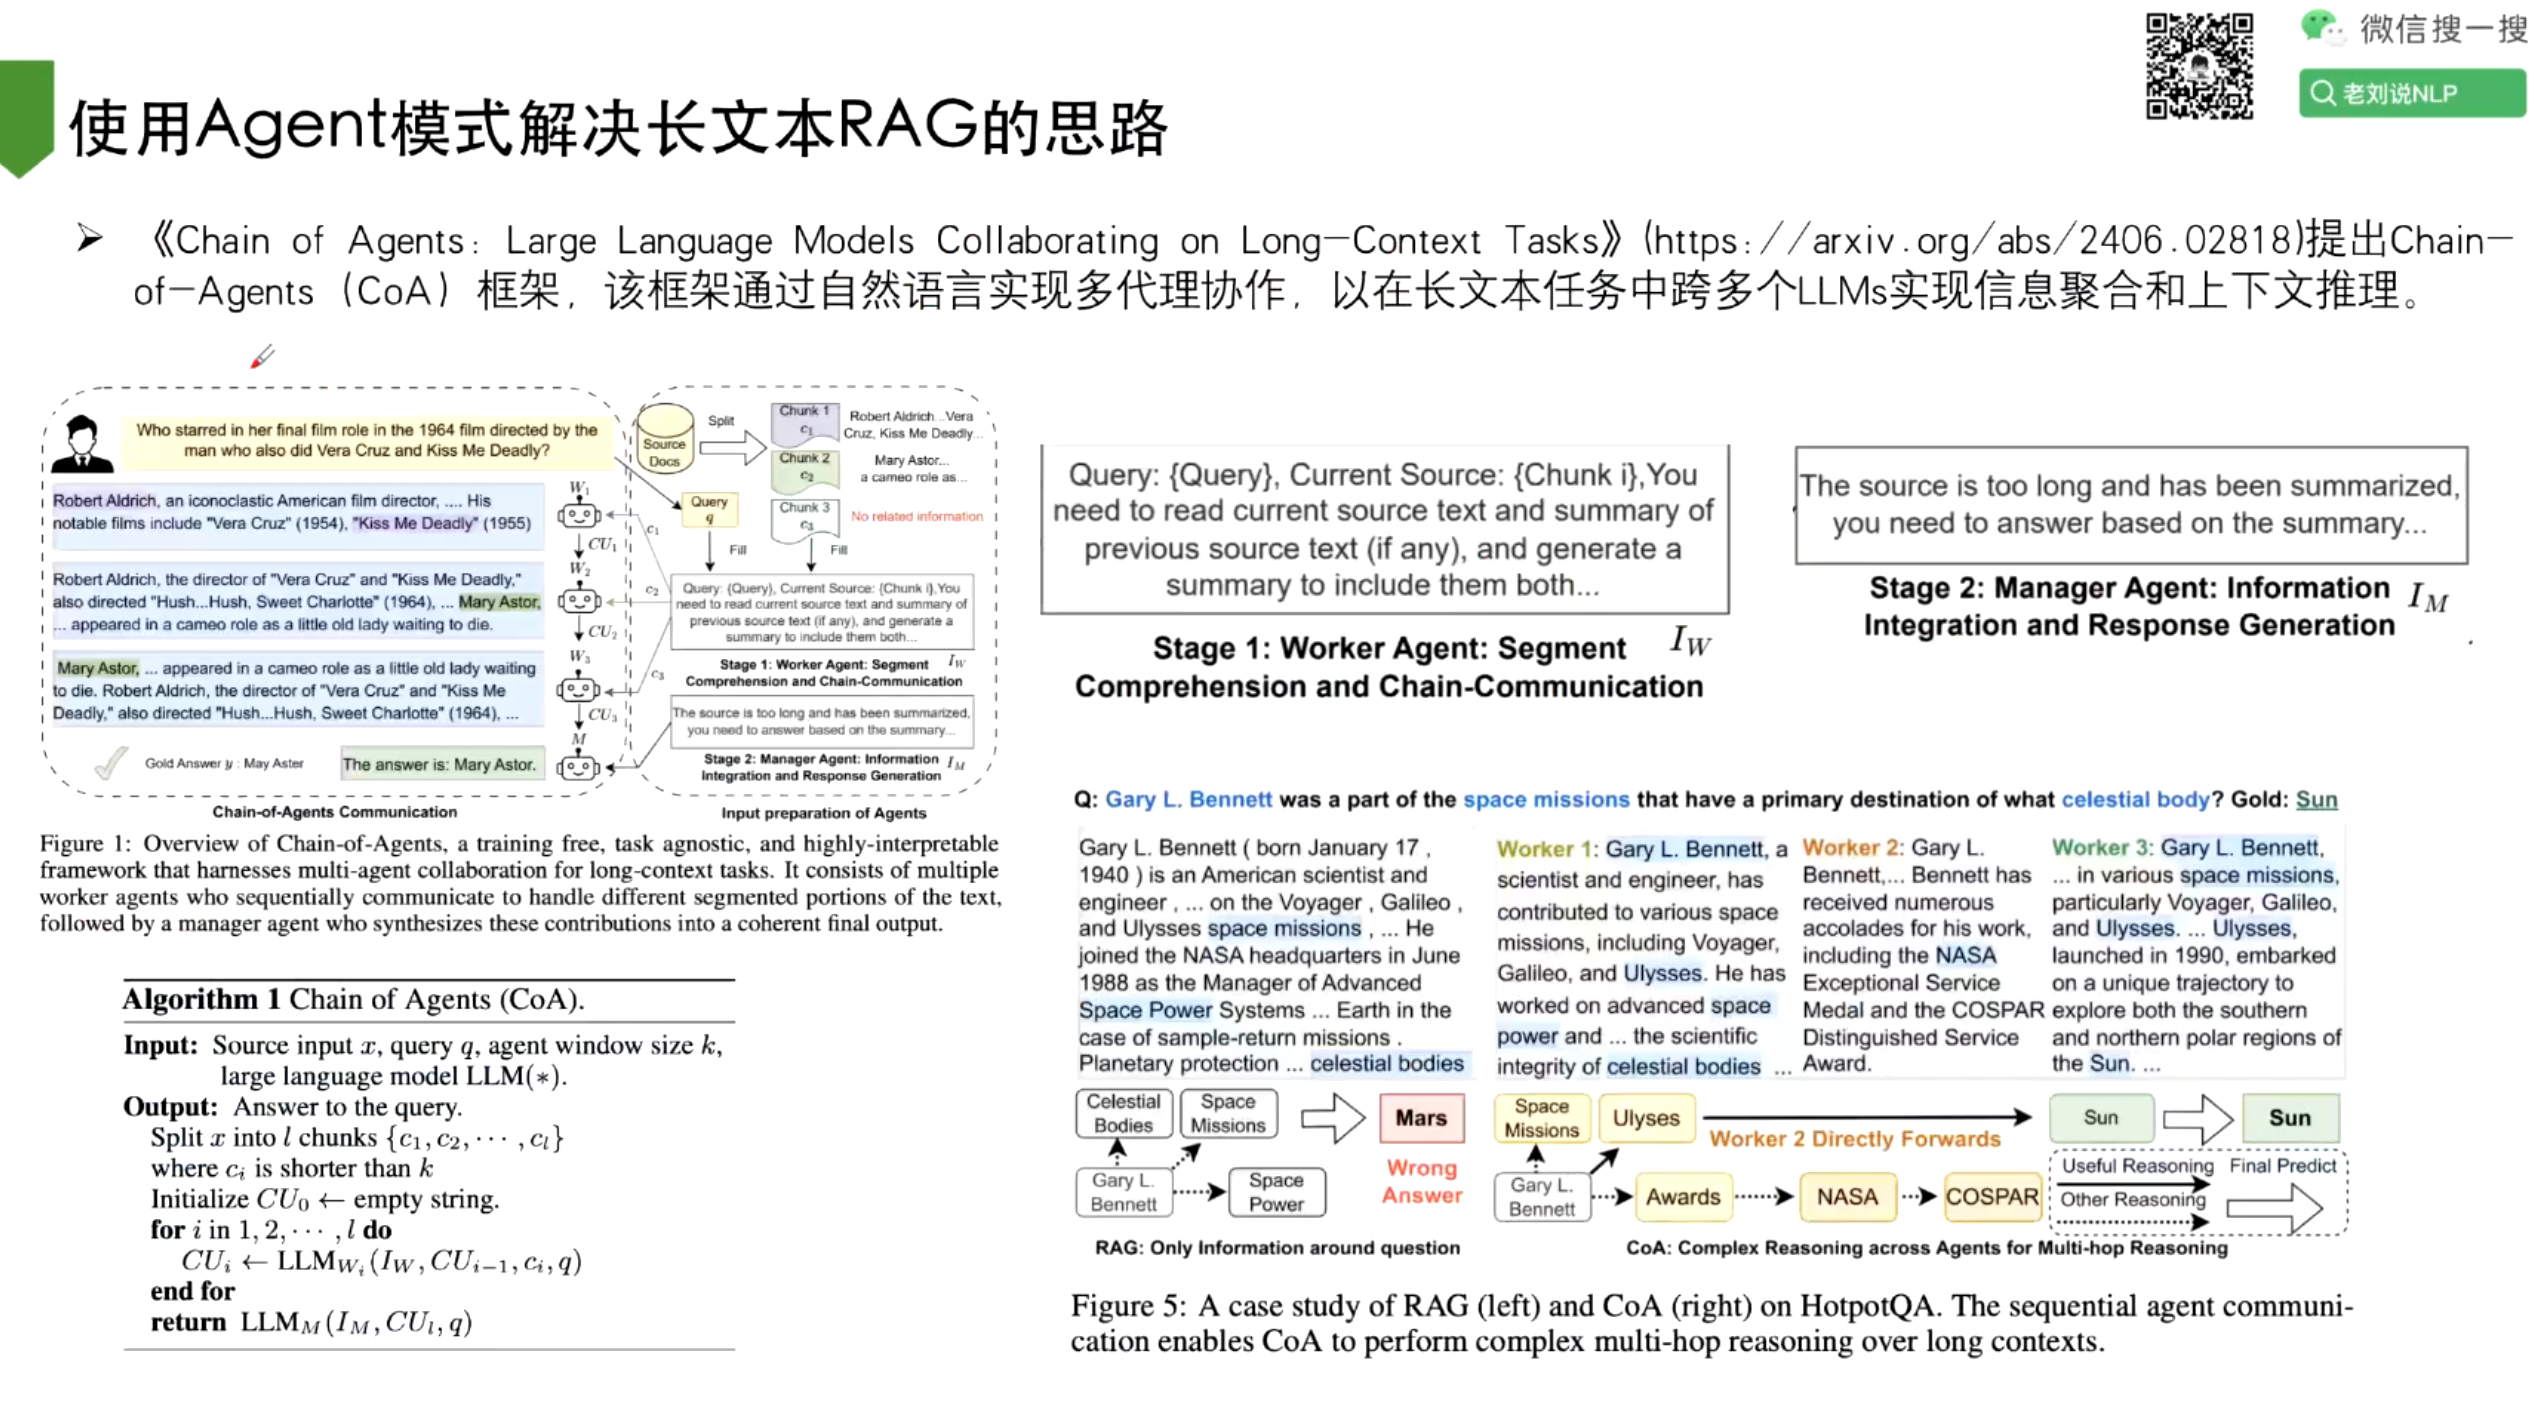 微信搜一搜
老刘说NLP
使用Agent模式解决长文本RAG的思路
➢ 《Chain of Agents: Large Language Models Collaborating on Long-Context Tasks》(https://arxiv.org/abs/2406.02818)提出Chain-
of-Agents (CoA) 框架，该框架通过自然语言实现多代理协作，以在长文本任务中跨多个LLMs实现信息聚合和上下文推理。
Who starred in her final film role in the 1964 film directed by the
man who also did Vera Cruz and Kiss Me Deadly?
Robert Aldrich, an iconoclastic American film director, .... His
notable films include "Vera Cruz" (1954), "Kiss Me Deadly" (1955)
Robert Aldrich, the director of "Vera Cruz" and "Kiss Me Deadly,"
also directed "Hush...Hush, Sweet Charlotte" (1964), ... Mary Astor,
... appeared in a cameo role as a little old lady waiting to die.
Mary Astor, ... appeared in a cameo role as a little old lady waiting
to die. Robert Aldrich, the director of "Vera Cruz" and "Kiss Me
Deadly," also directed "Hush...Hush, Sweet Charlotte" (1964), ...
Gold Answer y : May Aster
The answer is: Mary Astor.
W₁
CU₁
W₂
CU₂
W₃
CU₃
M
Chain-of-Agents Communication
Source
Docs
Split
Chunk 1
c₁
Robert Aldrich...Vera
Cruz, Kiss Me Deadly...
Chunk 2
c₂
Mary Astor...
a cameo role as...
Chunk 3
c₃
No related information
Query
q
Fill
Fill
c₁
c₂
c₃
Query: {Query}, Current Source: {Chunk i},You
need to read current source text and summary of
previous source text (if any), and generate a
summary to include them both...
Stage 1: Worker Agent: Segment I_W
Comprehension and Chain-Communication
The source is too long and has been summarized,
you need to answer based on the summary...
Stage 2: Manager Agent: Information I_M
Integration and Response Generation
Input preparation of Agents
Figure 1: Overview of Chain-of-Agents, a training free, task agnostic, and highly-interpretable
framework that harnesses multi-agent collaboration for long-context tasks. It consists of multiple
worker agents who sequentially communicate to handle different segmented portions of the text,
followed by a manager agent who synthesizes these contributions into a coherent final output.
Algorithm 1 Chain of Agents (CoA).
Input: Source input x, query q, agent window size k,
large language model LLM(∗).
Output: Answer to the query.
Split x into l chunks {c₁, c₂, ⋯ , c_l}
where c_i is shorter than k
Initialize CU₀ ← empty string.
for i in 1, 2, ⋯ , l do
CU_i ← LLM_{W_i}(I_W, CU_{i−1}, c_i, q)
end for
return LLM_M(I_M, CU_l, q)
Query: {Query}, Current Source: {Chunk i},You
need to read current source text and summary of
previous source text (if any), and generate a
summary to include them both...
Stage 1: Worker Agent: Segment I_W
Comprehension and Chain-Communication
The source is too long and has been summarized,
you need to answer based on the summary...
Stage 2: Manager Agent: Information I_M
Integration and Response Generation
Q: Gary L. Bennett was a part of the space missions that have a primary destination of what celestial body? Gold: Sun
Gary L. Bennett ( born January 17 ,
1940 ) is an American scientist and
engineer , ... on the Voyager , Galileo ,
and Ulysses space missions , ... He
joined the NASA headquarters in June
1988 as the Manager of Advanced
Space Power Systems ... Earth in the
case of sample-return missions .
Planetary protection ... celestial bodies
Worker 1: Gary L. Bennett, a
scientist and engineer, has
contributed to various space
missions, including Voyager,
Galileo, and Ulysses. He has
worked on advanced space
power and ... the scientific
integrity of celestial bodies ...
Worker 2: Gary L.
Bennett,... Bennett has
received numerous
accolades for his work,
including the NASA
Exceptional Service
Medal and the COSPAR
Distinguished Service
Award.
Worker 3: Gary L. Bennett,
... in various space missions,
particularly Voyager, Galileo,
and Ulysses. ... Ulysses,
launched in 1990, embarked
on a unique trajectory to
explore both the southern
and northern polar regions of
the Sun. ...
Celestial
Bodies
Space
Missions
Mars
Gary L.
Bennett
Space
Power
Wrong
Answer
RAG: Only Information around question
Space
Missions
Ulyses
Worker 2 Directly Forwards
Sun
Sun
Gary L.
Bennett
Awards
NASA
COSPAR
Useful Reasoning
Final Predict
Other Reasoning
CoA: Complex Reasoning across Agents for Multi-hop Reasoning
Figure 5: A case study of RAG (left) and CoA (right) on HotpotQA. The sequential agent communi-
cation enables CoA to perform complex multi-hop reasoning over long contexts.